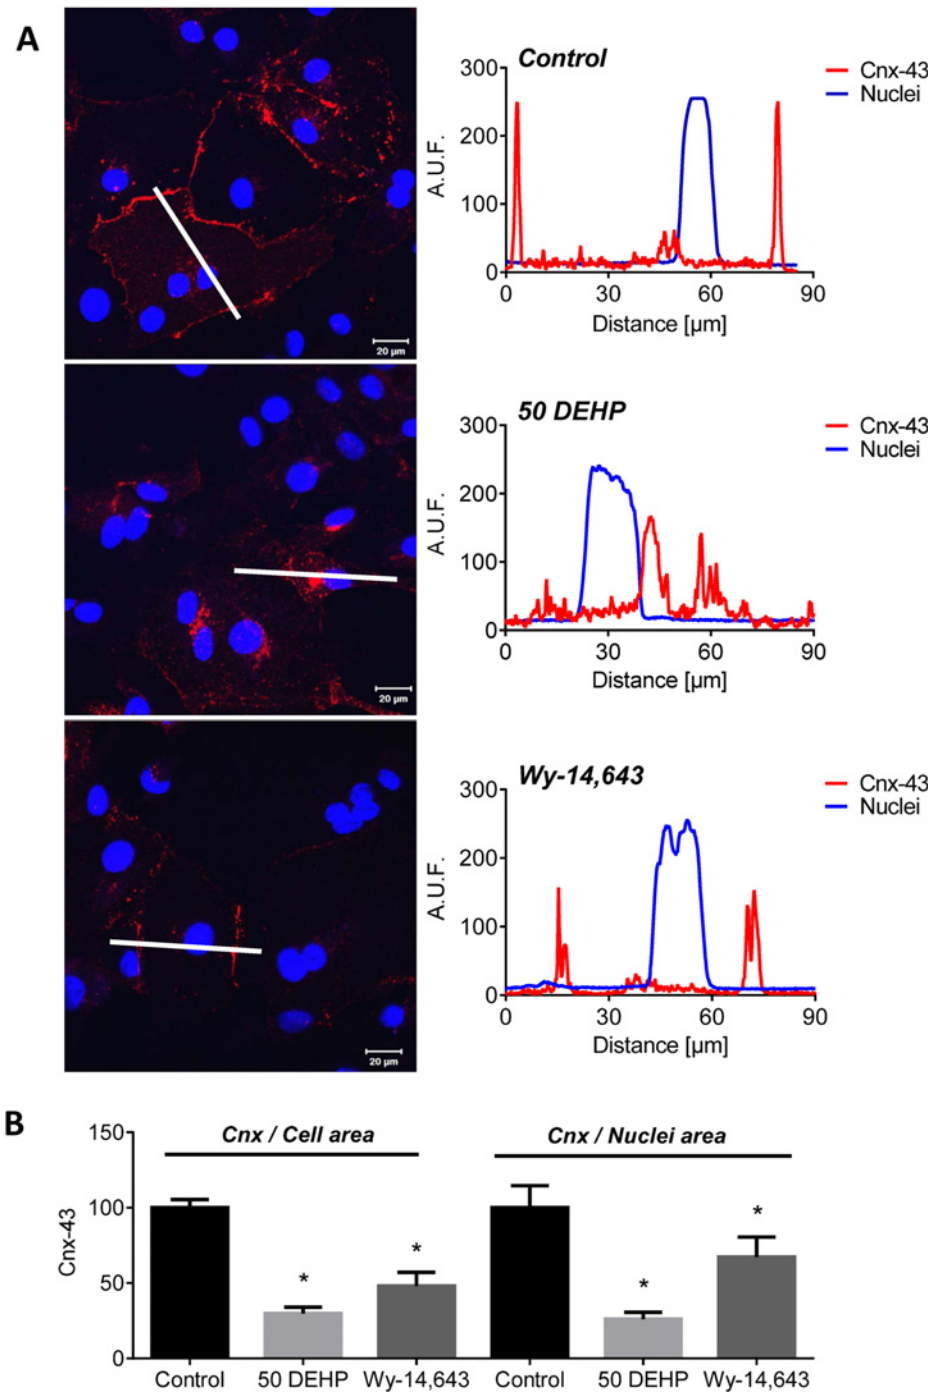 A
Control
Cnx-43
Nuclei
300
200
100
0
A.U.F.
0 30 60 90
Distance [µm]
20 µm
50 DEHP
Cnx-43
Nuclei
300
200
100
0
A.U.F.
0 30 60 90
Distance [µm]
20 µm
Wy-14,643
Cnx-43
Nuclei
300
200
100
0
A.U.F.
0 30 60 90
Distance [µm]
20 µm
B
Cnx / Cell area Cnx / Nuclei area
150
100
50
0
Cnx-43
* * * *
Control 50 DEHP Wy-14,643 Control 50 DEHP Wy-14,643